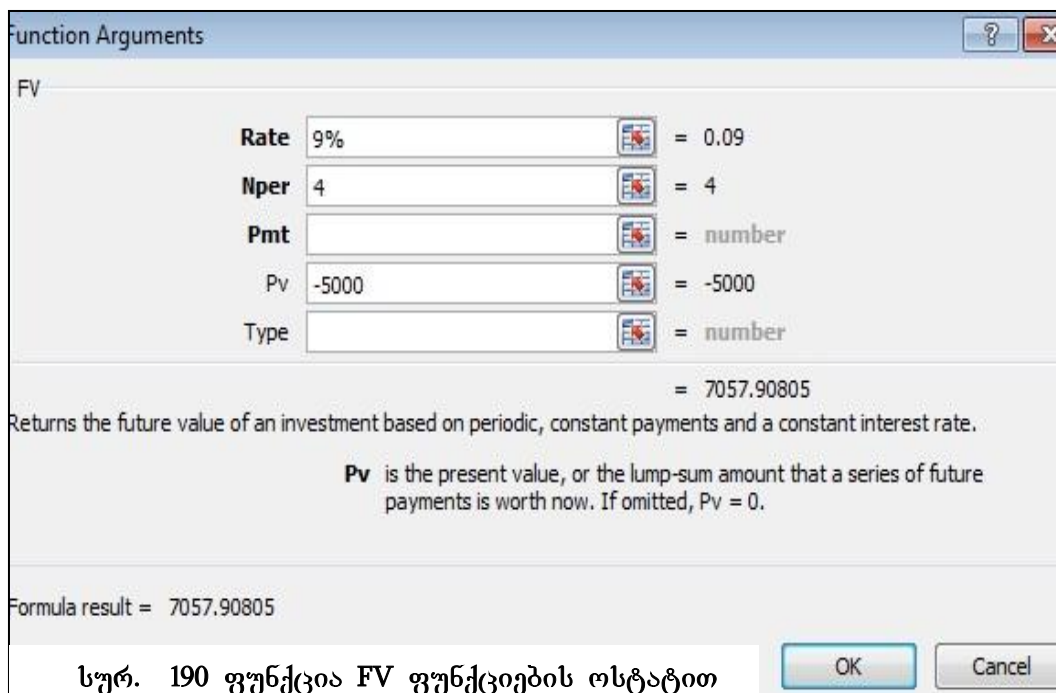 Function Arguments
FV
Rate 9% = 0.09
Nper 4 = 4
Pmt = number
Pv -5000 = -5000
Type = number
= 7057.90805
Returns the future value of an investment based on periodic, constant payments and a constant interest rate.
Pv is the present value, or the lump-sum amount that a series of future
payments is worth now. If omitted, Pv = 0.
Formula result = 7057.90805
OK Cancel
სურ. 190 ფუნქცია FV ფუნქციების ოსტატით